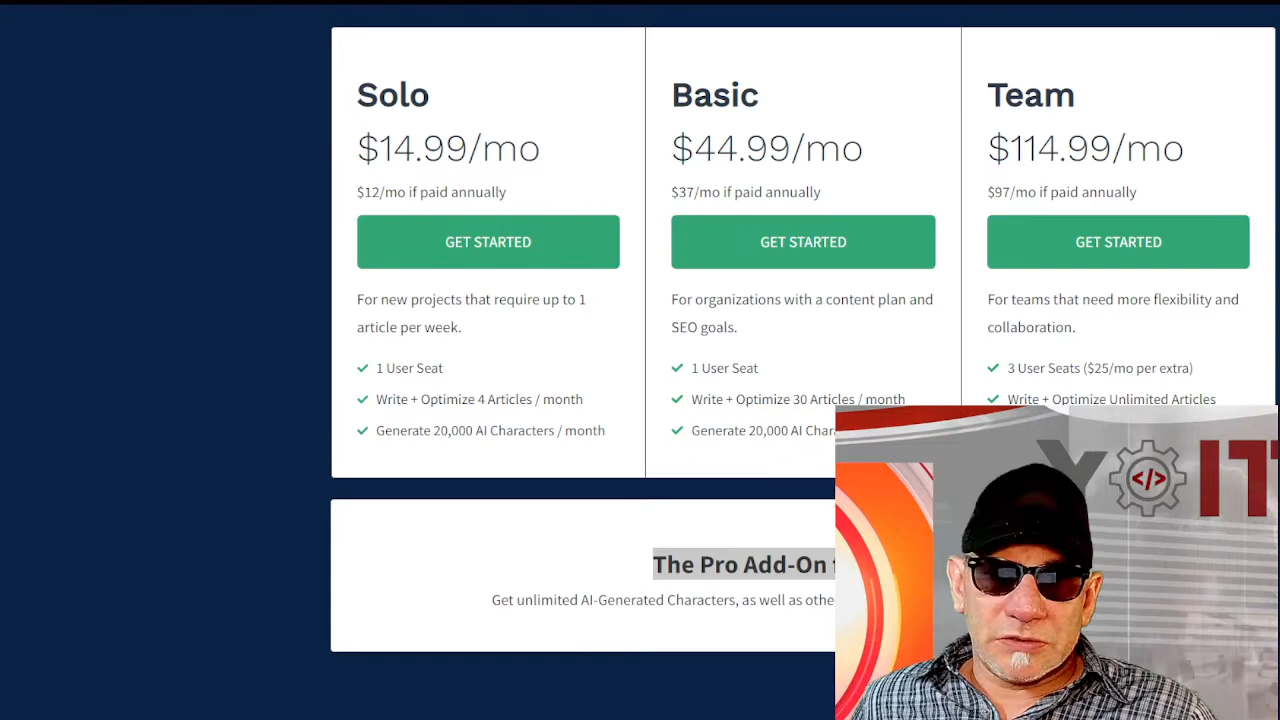 Solo
$14.99/mo
$12/mo if paid annually
GET STARTED
For new projects that require up to 1
article per week.
1 User Seat
Write + Optimize 4 Articles / month
Generate 20,000 AI Characters / month
Basic
$44.99/mo
$37/mo if paid annually
GET STARTED
For organizations with a content plan and
SEO goals.
1 User Seat
Write + Optimize 30 Articles / month
Generate 20,000 AI
Team
$114.99/mo
$97/mo if paid annually
GET STARTED
For teams that need more flexibility and
collaboration.
3 User Seats ($25/mo per extra)
Write + Optimize Unlimited Articles
The Pro Add-On
Get unlimited AI-Generated Characters, as well as
Y </> IT